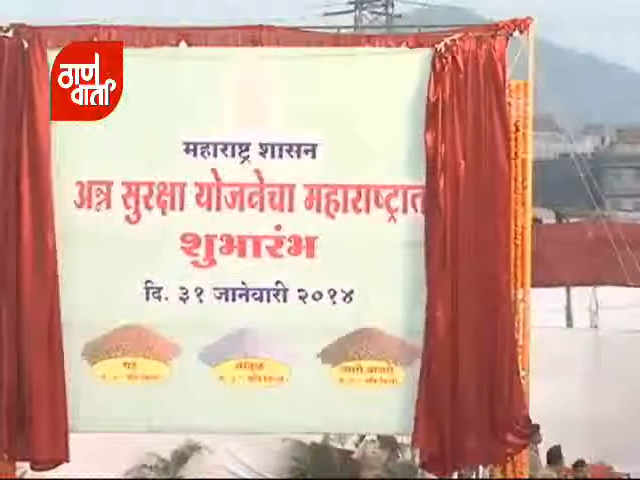 ठाणे
वार्ता
महाराष्ट्र शासन
अन्न सुरक्षा योजनेचा महाराष्ट्रात
शुभारंभ
दि. ३१ जानेवारी २०१४